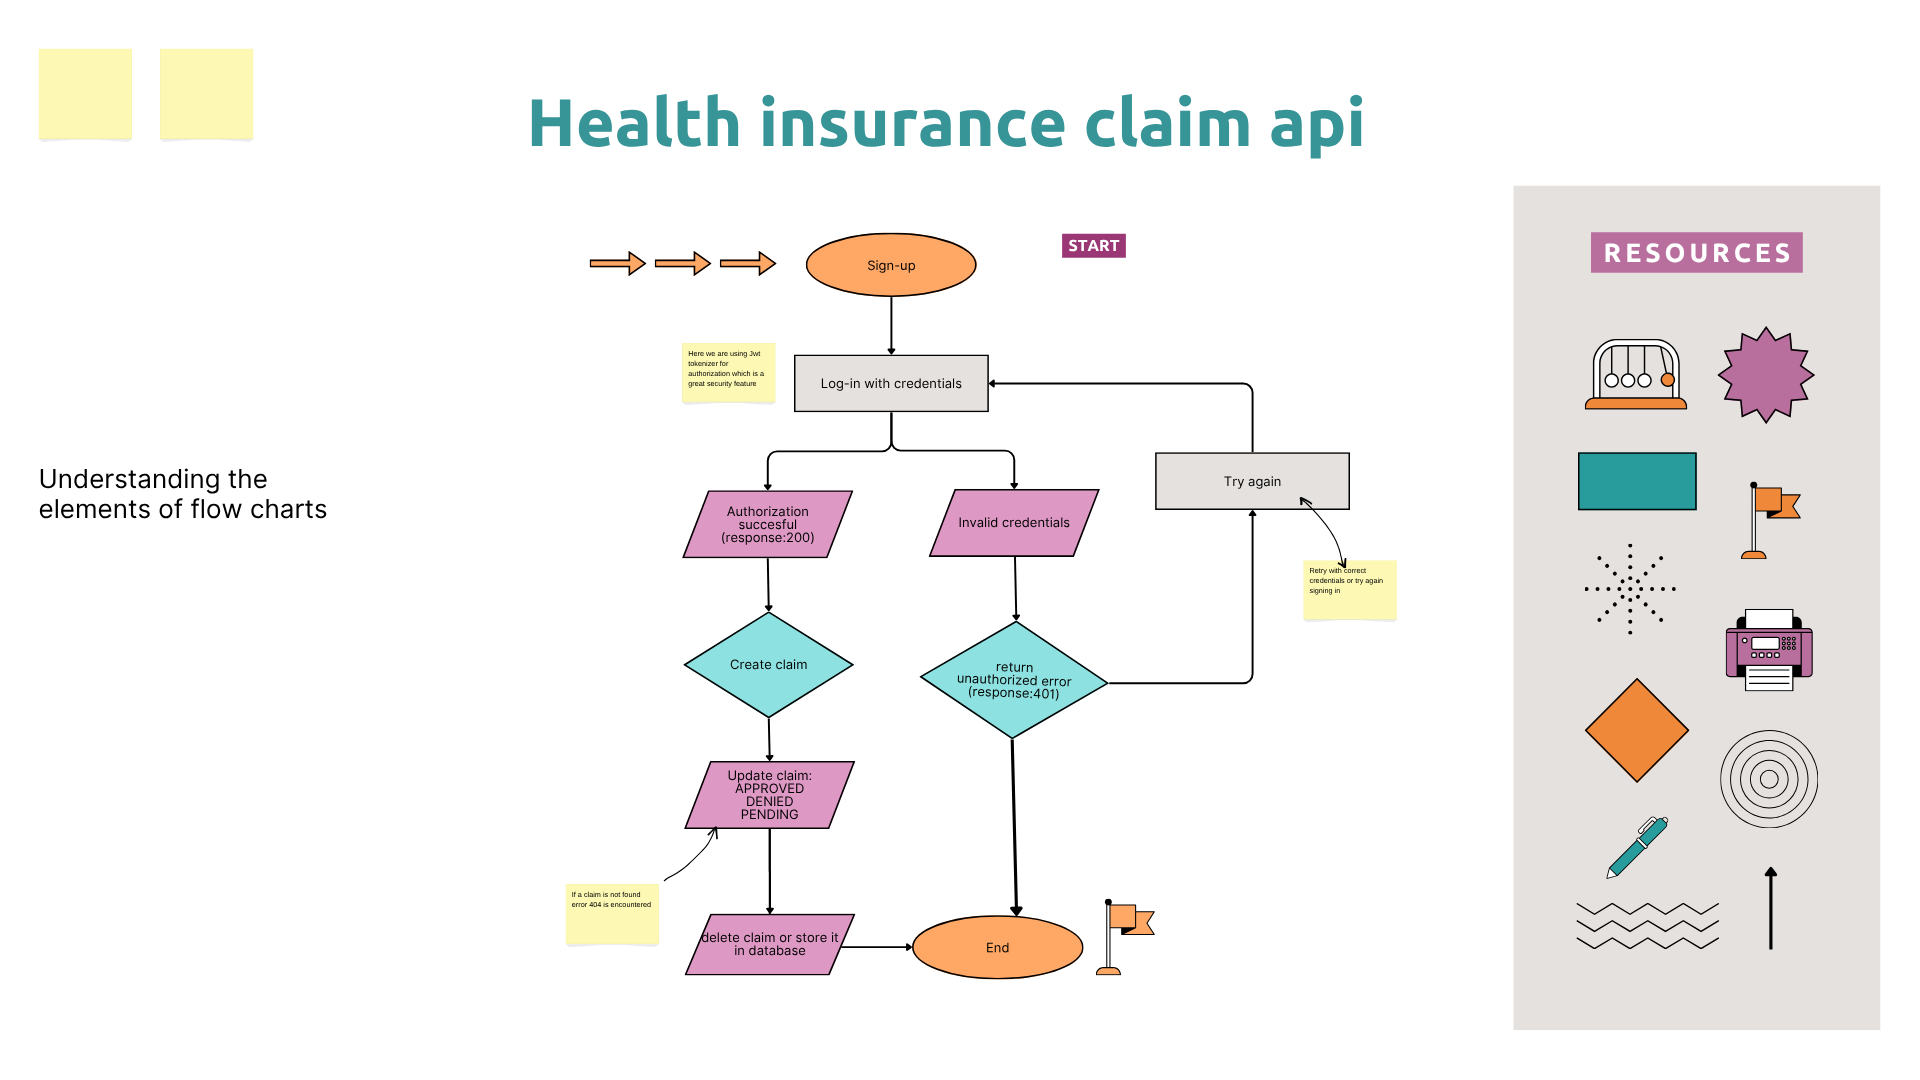 Health insurance claim api
START
Sign-up
RESOURCES
Here we are using Jwt
tokenizer for
authorization which is a
great security feature
Log-in with credentials
Understanding the
elements of flow charts
Authorization
succesful
(response:200)
Invalid credentials
Try again
Retry with correct
credentials or try again
signing in
Create claim
return
unauthorized error
(response:401)
Update claim:
APPROVED
DENIED
PENDING
If a claim is not found
error 404 is encountered
delete claim or store it
in database
End